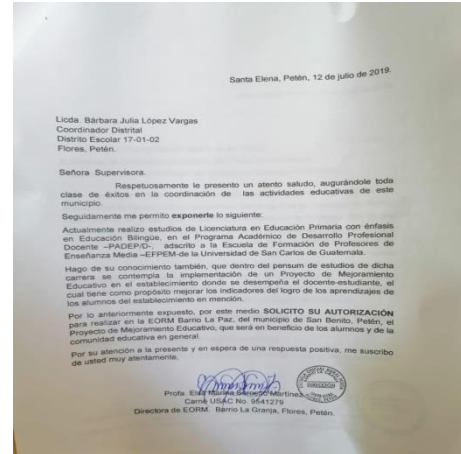 Santa Elena, Petén, 12 de julio de 2019.
Licda. Bárbara Julia López Vargas
Coordinador Distrital
Distrito Escolar 17-01-02
Flores, Petén.
Señora Supervisora.
Respetuosamente le presento un atento saludo, augurándole toda
clase de éxitos en la coordinación de las actividades educativas de este
municipio.
Seguidamente me permito exponerle lo siguiente:
Actualmente realizo estudios de Licenciatura en Educación Primaria con énfasis
en Educación Bilingüe, en el Programa Académico de Desarrollo Profesional
Docente –PADEP/D-, adscrito a la Escuela de Formación de Profesores de
Enseñanza Media –EFPEM-de la Universidad de San Carlos de Guatemala.
Hago de su conocimiento también, que dentro del pensum de estudios de dicha
carrera se contempla la implementación de un Proyecto de Mejoramiento
Educativo en el establecimiento donde se desempeña el docente-estudiante, el
cual tiene como propósito mejorar los indicadores del logro de los aprendizajes de
los alumnos del establecimiento en mención.
Por lo anteriormente expuesto, por este medio SOLICITO SU AUTORIZACIÓN
para realizar en la EORM Barrio La Paz, del municipio de San Benito, Petén, el
Proyecto de Mejoramiento Educativo, que será en beneficio de los alumnos y de la
comunidad educativa en general.
Por su atención a la presente y en espera de una respuesta positiva, me suscribo
de usted muy atentamente,
Profa. Martínez
Carné USAC No. 9541279
Directora de EORM. Barrio La Granja, Flores, Petén.
DIRECCIÓN